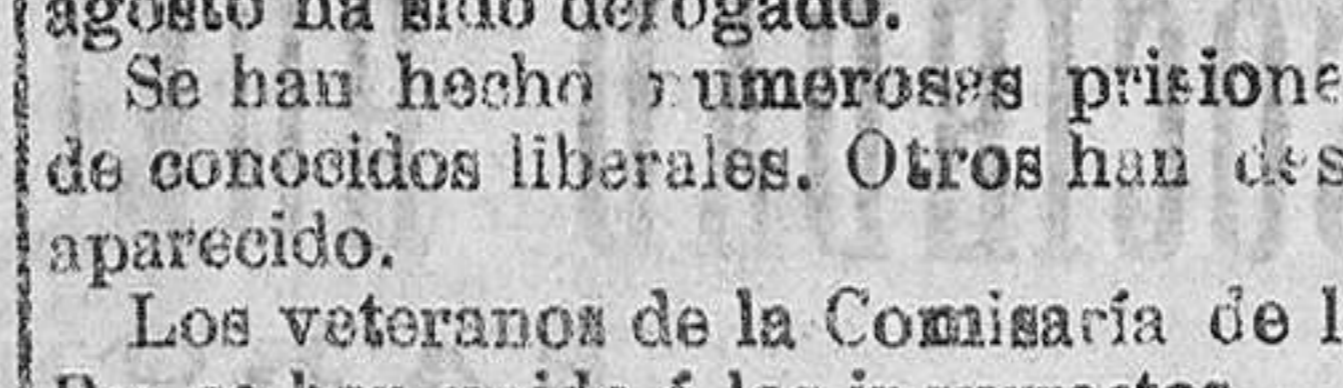 agosto ha sido derogado.
Se han hecho numerosas prisione
de conocidos liberales. Otros han des
aparecido.
Los veteranos de la Comisaría de l